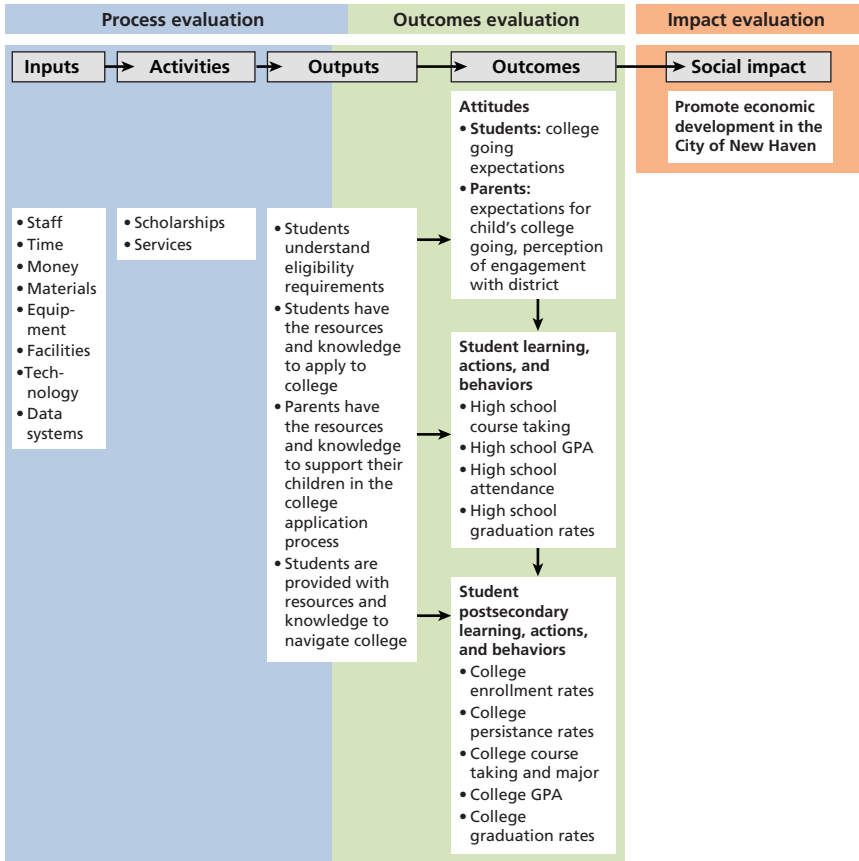 Process evaluation
Outcomes evaluation
Impact evaluation
Inputs
Activities
Outputs
Outcomes
Social impact
• Staff
• Time
• Money
• Materials
• Equip-
ment
• Facilities
•Tech-
nology
• Data
systems
• Scholarships
• Services
• Students
understand
eligibility
requirements
• Students have
the resources
and knowledge
to apply to
college
• Parents have
the resources
and knowledge
to support their
children in the
college
application
process
• Students are
provided with
resources and
knowledge to
navigate college
Attitudes
• Students: college
going
expectations
• Parents:
expectations for
child’s college
going, perception
of engagement
with district
Student learning,
actions, and
behaviors
• High school
course taking
• High school GPA
• High school
attendance
• High school
graduation rates
Student
postsecondary
learning, actions,
and behaviors
• College
enrollment rates
• College
persistance rates
• College course
taking and major
• College GPA
• College
graduation rates
Promote economic
development in the
City of New Haven